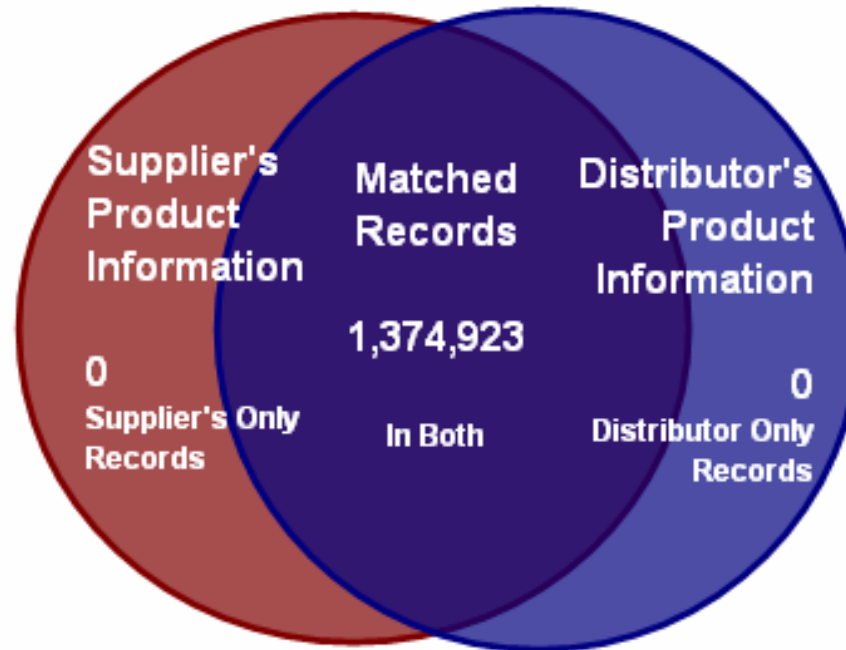 Supplier's
Product
Information
0
Supplier's Only
Records
Matched
Records
1,374,923
In Both
Distributor's
Product
Information
0
Distributor Only
Records